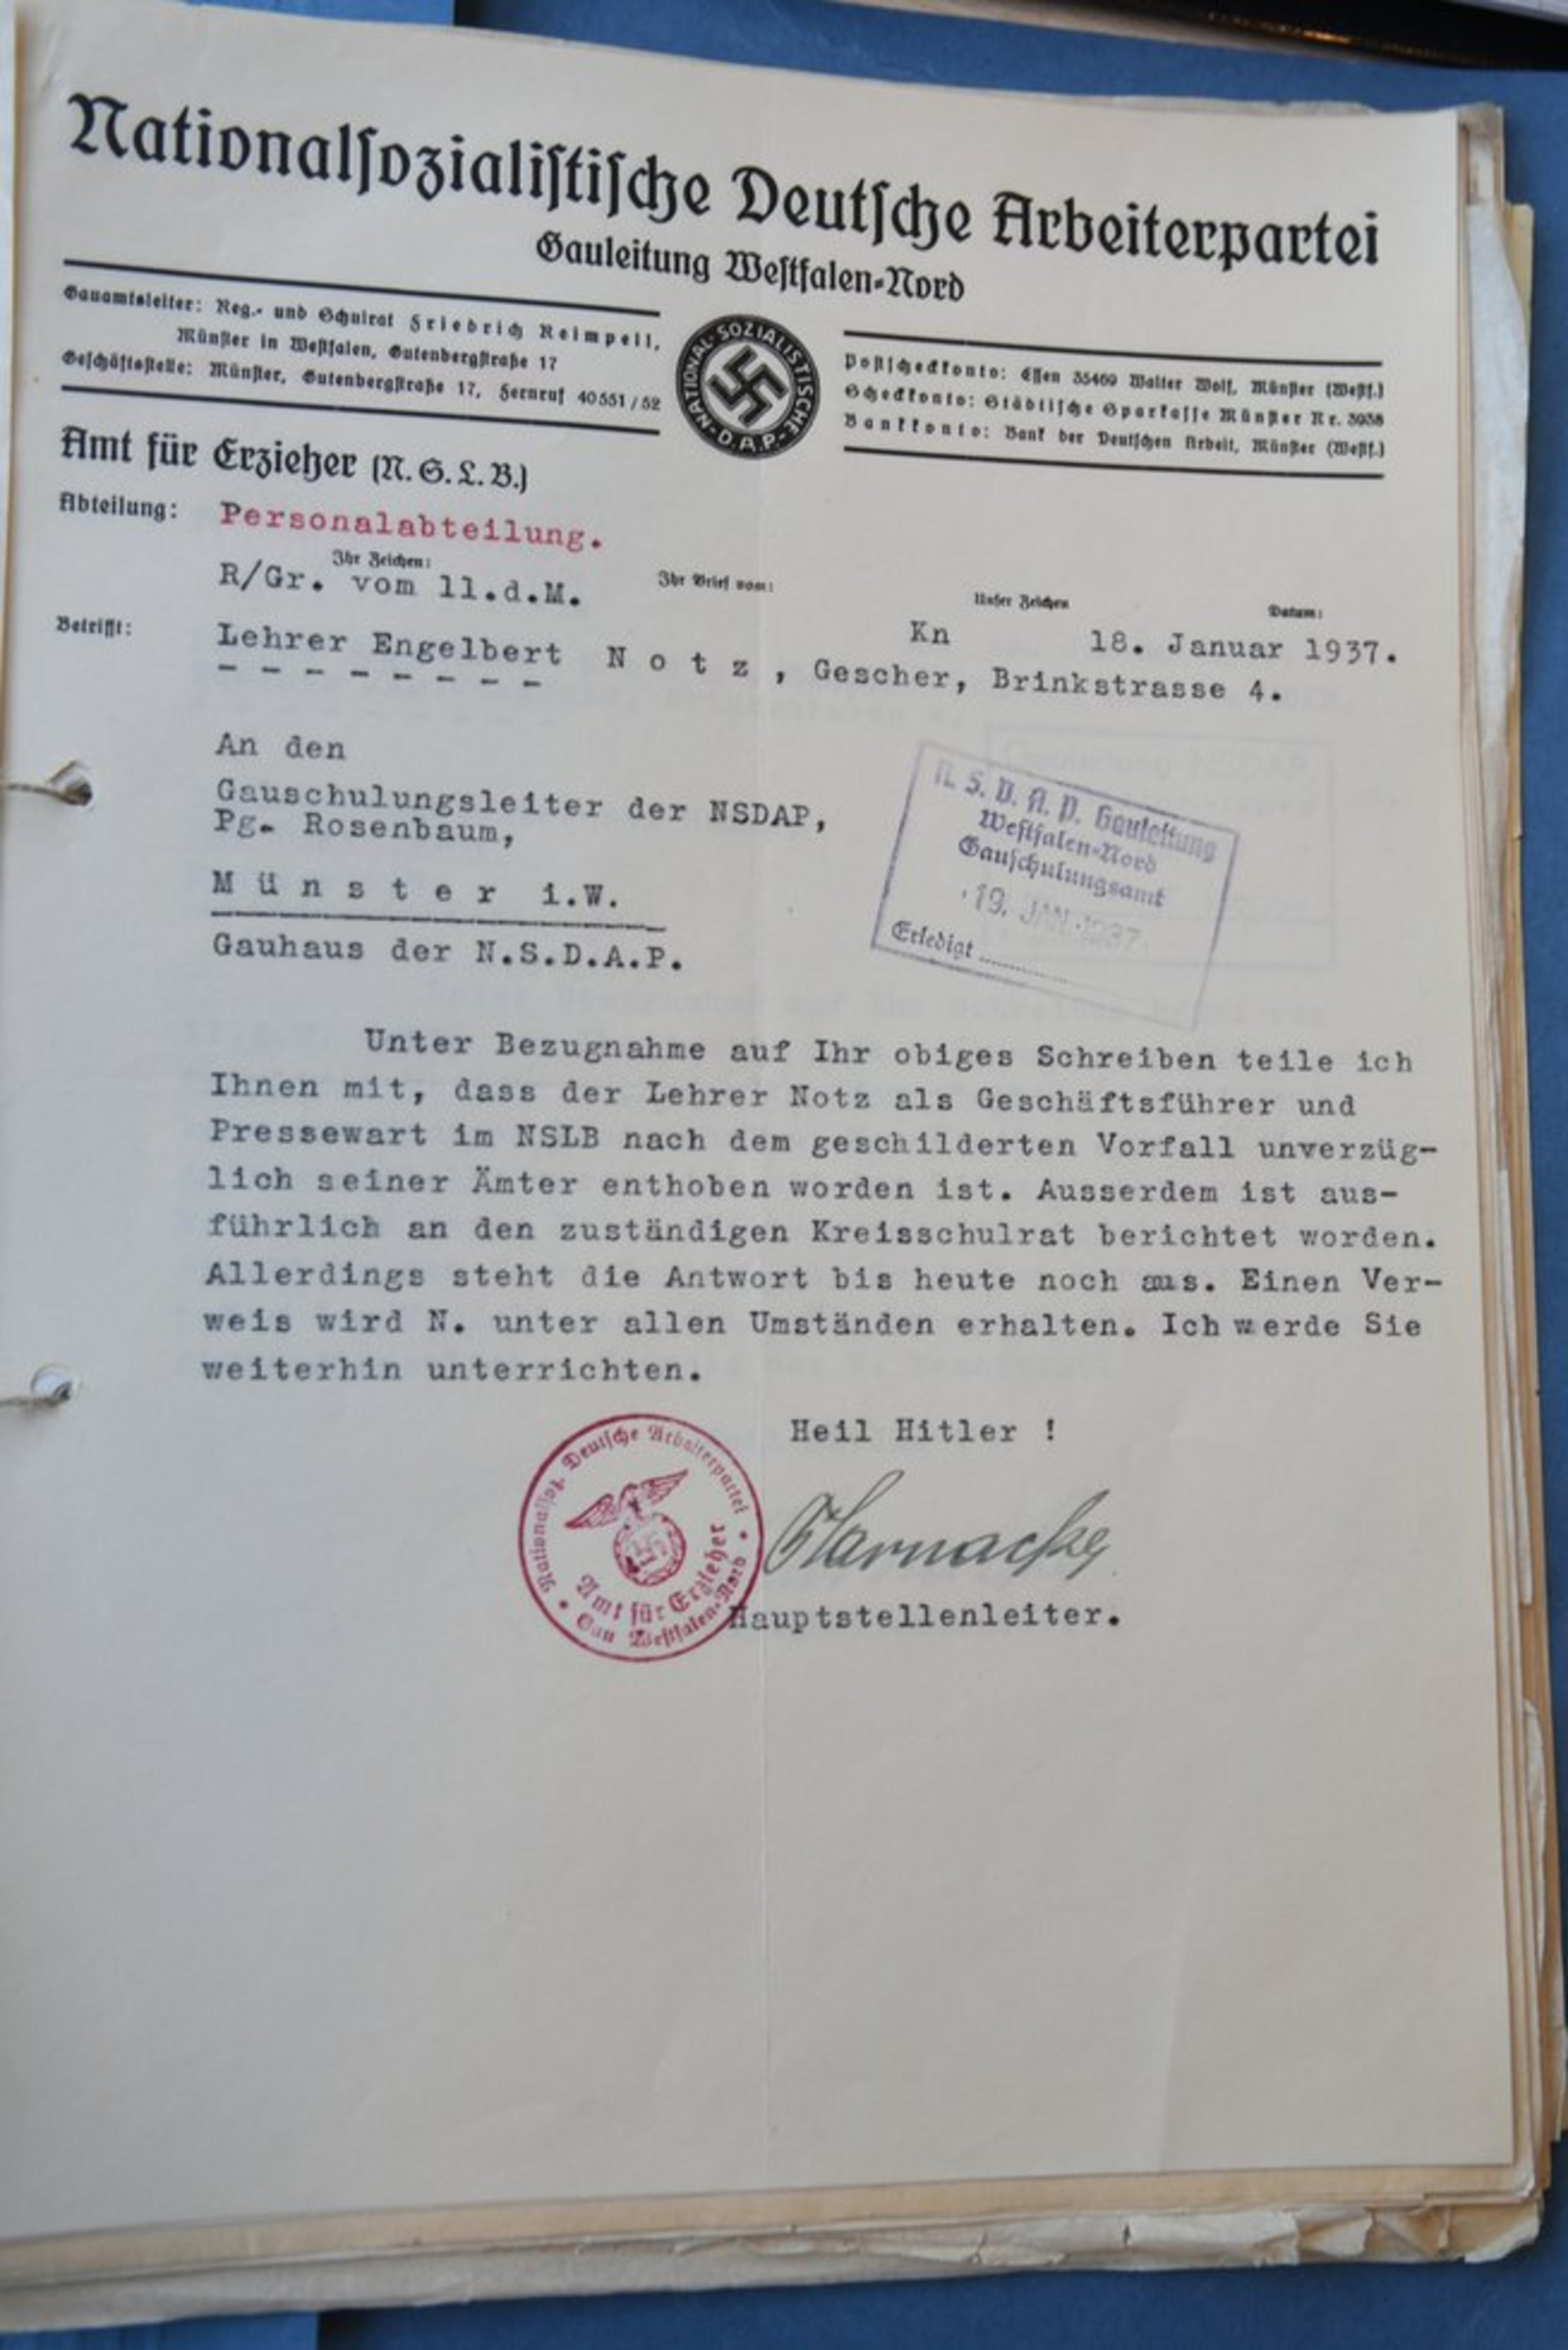 Nationalsozialistische Deutsche Arbeiterpartei
Gauleitung Westfalen-Nord
Gauamtsleiter: Reg.- und Schulrat Friedrich Reimpell,
Münster in Westfalen, Gutenbergstraße 17
Geschäftsstelle: Münster, Gutenbergstraße 17, Fernruf 40551/52
NATIONAL-SOZIALISTISCHE
D.A.P.
Postscheckkonto: Essen 35469 Walter Wolf, Münster (Westf.)
Scheckkonto: Städtische Sparkasse Münster Nr. 3938
Bankkonto: Bank der Deutschen Arbeit, Münster (Westf.)
Amt für Erzieher (N.S.L.B.)
Abteilung: Personalabteilung.
Ihr Zeichen: Ihr Brief vom: Unser Zeichen Datum:
R/Gr. vom 11.d.M. Kn 18. Januar 1937.
Betrifft: Lehrer Engelbert N o t z , Gescher, Brinkstrasse 4.
An den
Gauschulungsleiter der NSDAP,
Pg. Rosenbaum,
M ü n s t e r i.W.
Gauhaus der N.S.D.A.P.
N.S.D.A.P. Gauleitung
Westfalen-Nord
Gauschulungsamt
19. JAN. 1937
Erledigt ..............
Unter Bezugnahme auf Ihr obiges Schreiben teile ich
Ihnen mit, dass der Lehrer Notz als Geschäftsführer und
Pressewart im NSLB nach dem geschilderten Vorfall unverzüg-
lich seiner Ämter enthoben worden ist. Ausserdem ist aus-
führlich an den zuständigen Kreisschulrat berichtet worden.
Allerdings steht die Antwort bis heute noch aus. Einen Ver-
weis wird N. unter allen Umständen erhalten. Ich werde Sie
weiterhin unterrichten.
Heil Hitler !
Nationalsoz. Deutsche Arbeiterpartei
Amt für Erzieher
Gau Westfalen-Nord
Harnacke
Hauptstellenleiter.